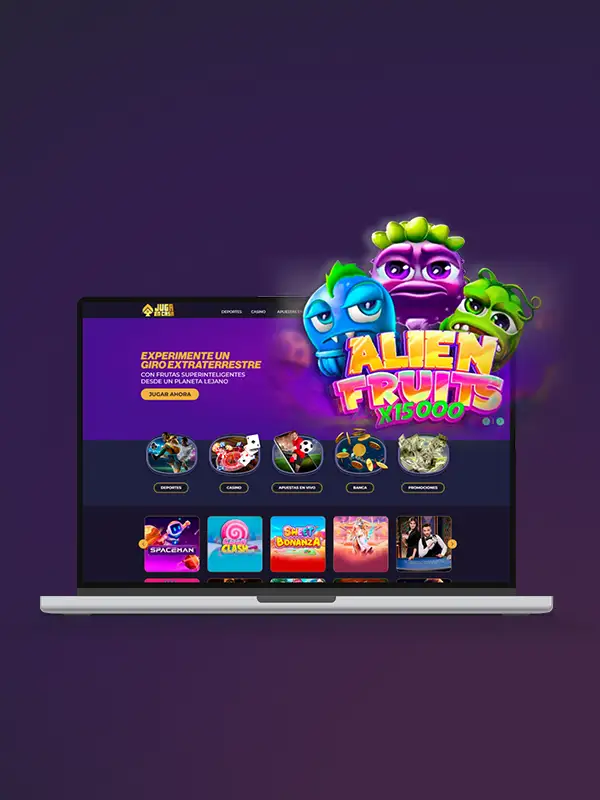 JUGA
EN CASA
DEPORTES
CASINO
APUESTAS EN
EXPERIMENTE UN
GIRO EXTRATERRESTRE
CON FRUTAS SUPERINTELIGENTES
DESDE UN PLANETA LEJANO
JUGAR AHORA
ALIEN
FRUITS
X15000
DEPORTES
CASINO
APUESTAS EN VIVO
BANCA
PROMOCIONES
SPACEMAN
CLASH
SWEET
BONANZA